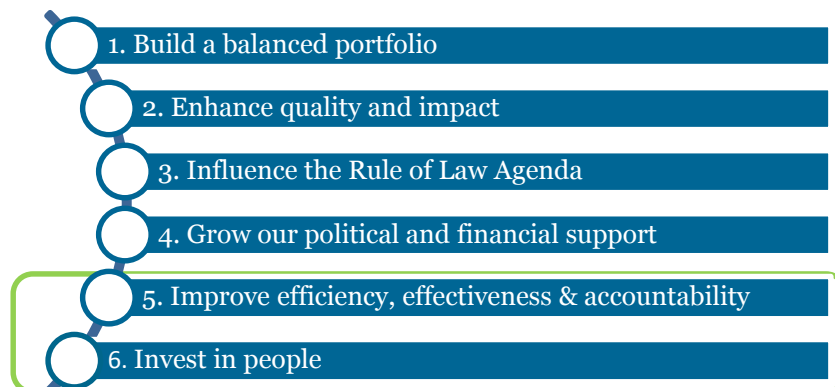 1. Build a balanced portfolio
2. Enhance quality and impact
3. Influence the Rule of Law Agenda
4. Grow our political and financial support
5. Improve efficiency, effectiveness & accountability
6. Invest in people